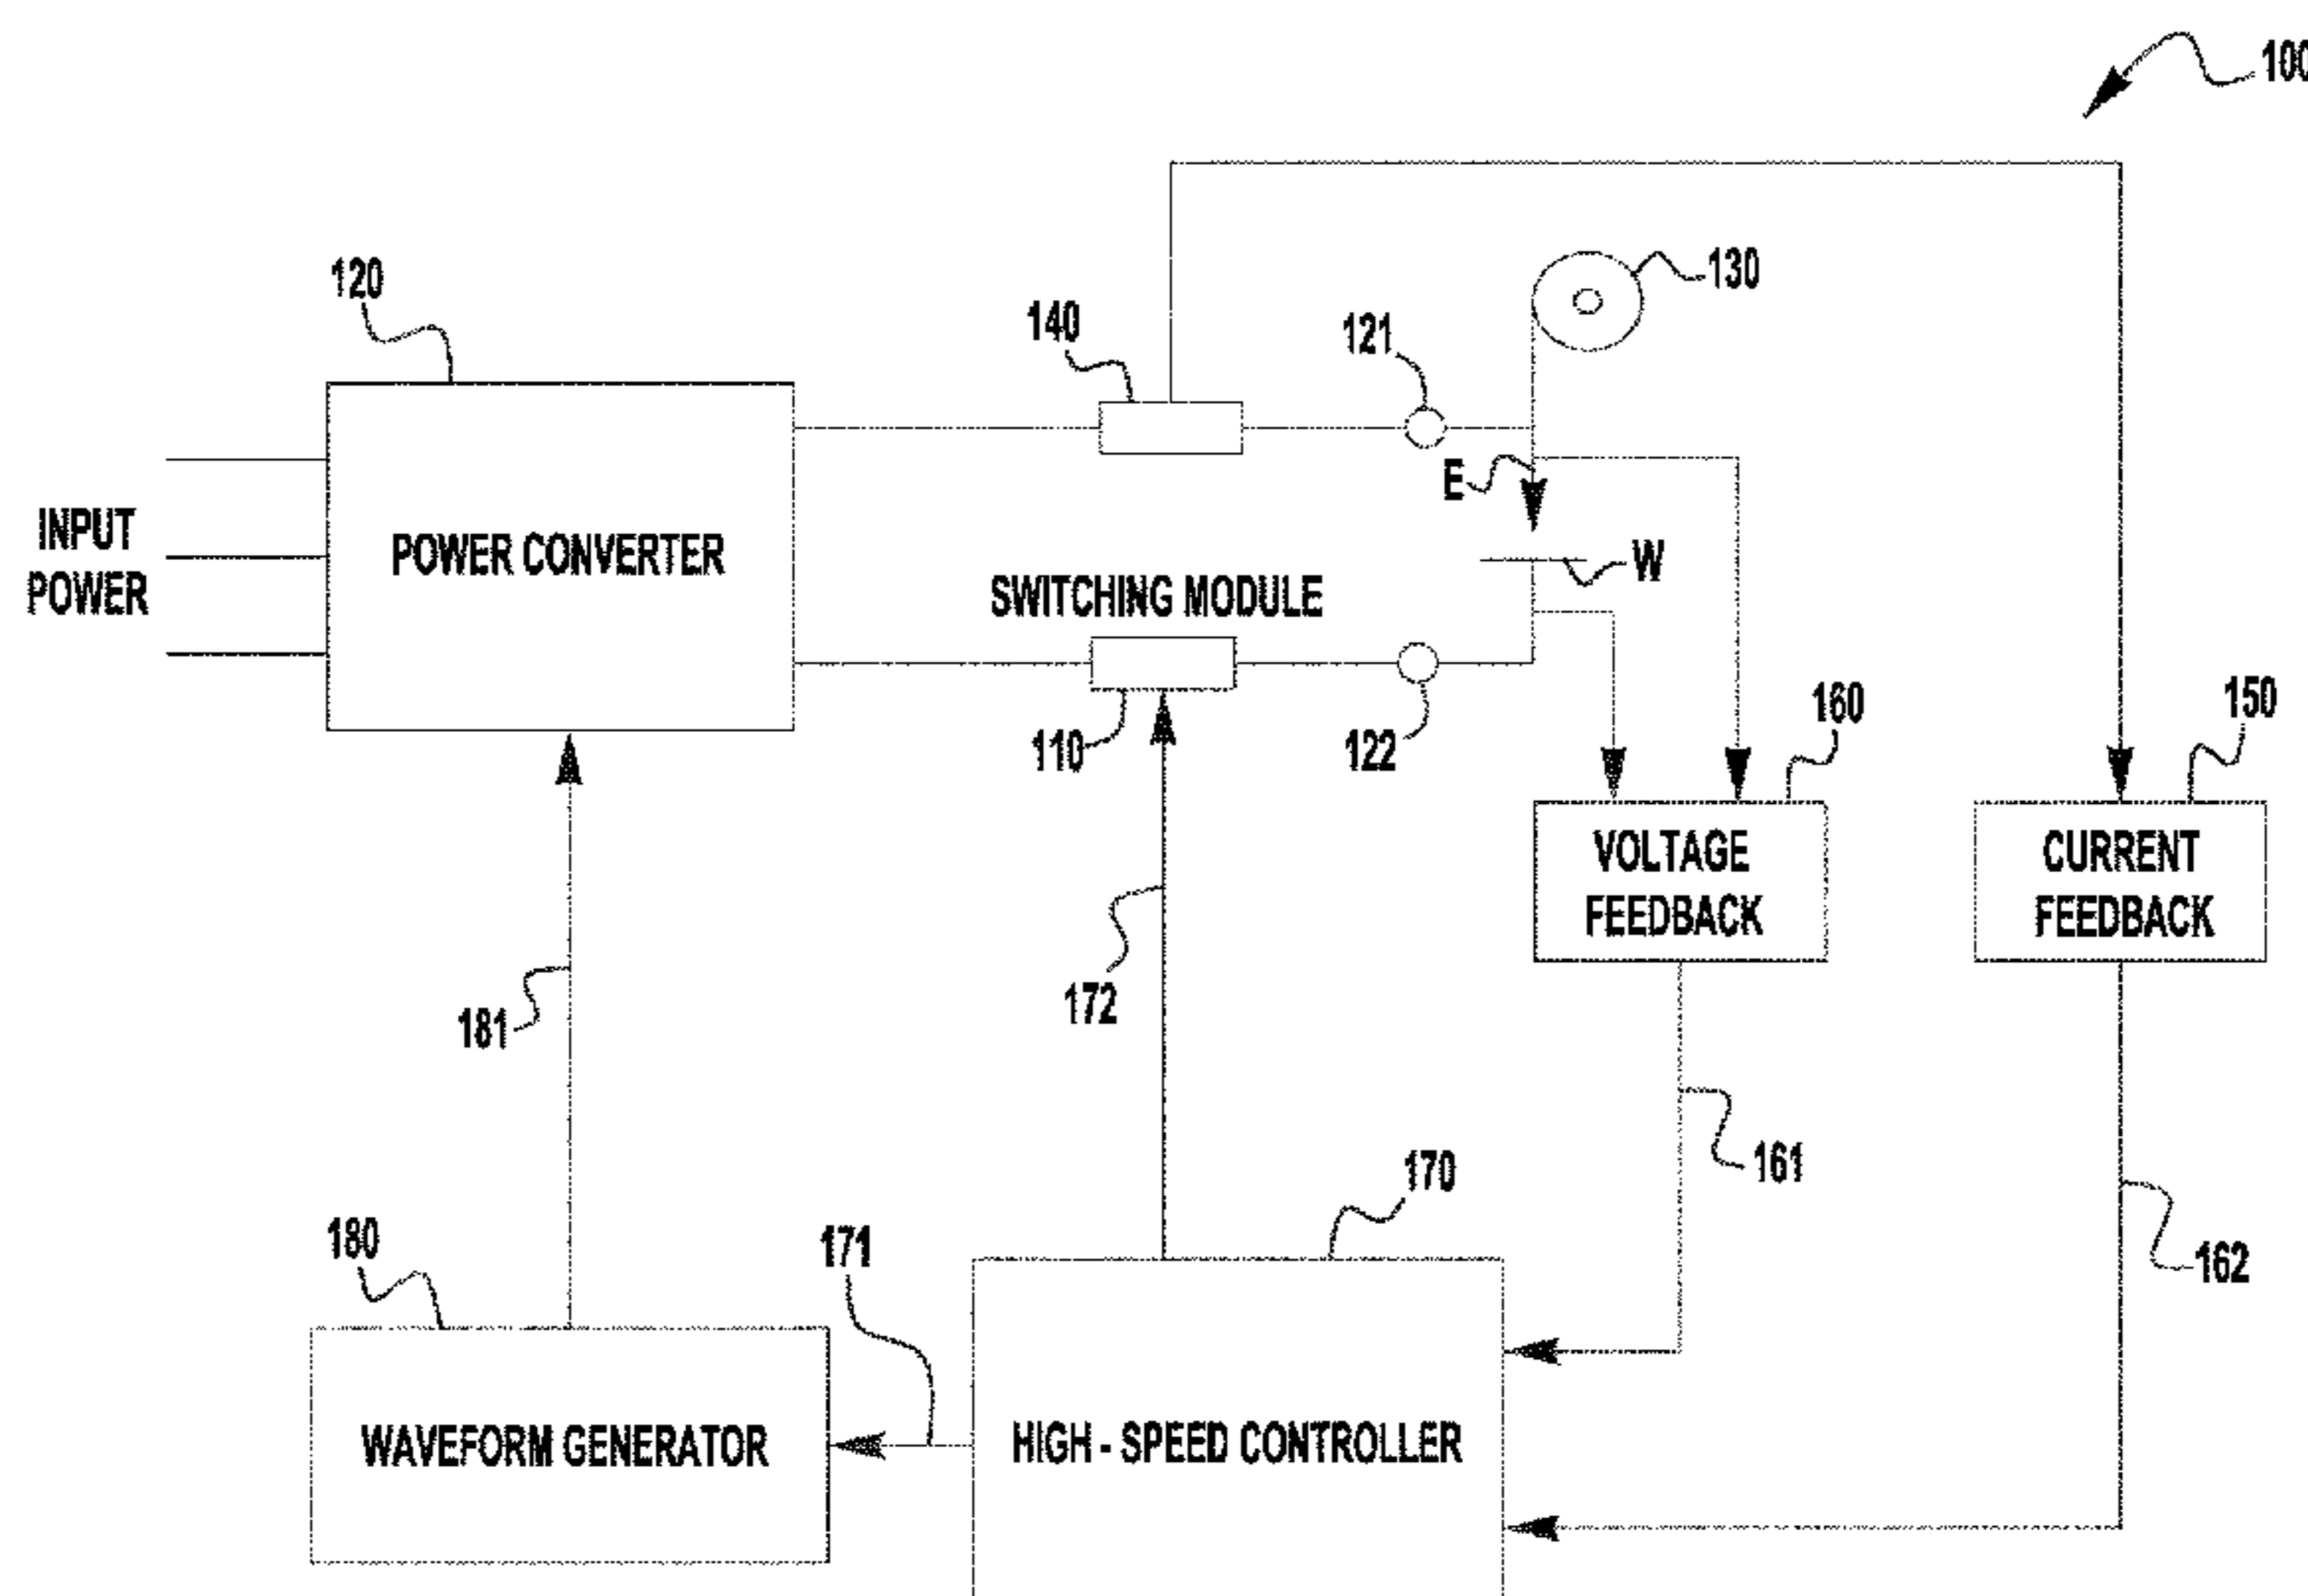 100
120
130
140
121
E
INPUT
POWER
POWER CONVERTER
W
SWITCHING MODULE
110
122
160
150
VOLTAGE
FEEDBACK
CURRENT
FEEDBACK
172
181
161
170
162
180
171
WAVEFORM GENERATOR
HIGH - SPEED CONTROLLER